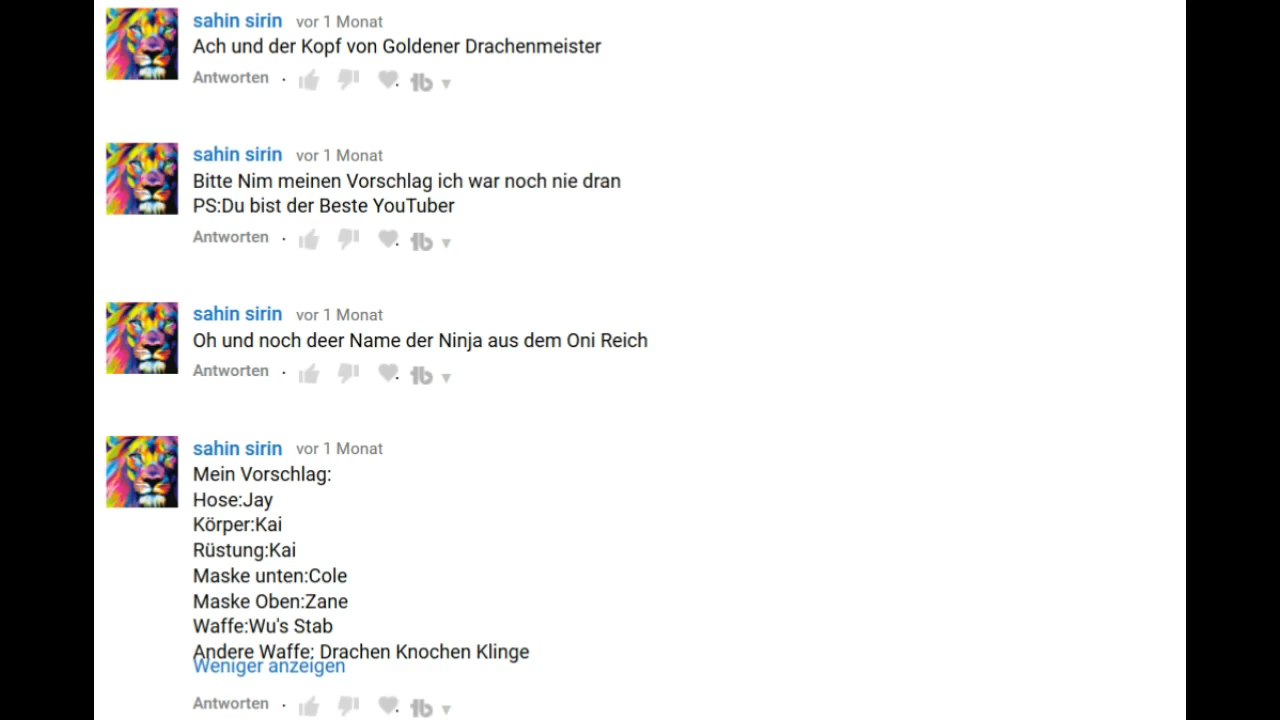 sahin sirin vor 1 Monat
Ach und der Kopf von Goldener Drachenmeister
Antworten ·
sahin sirin vor 1 Monat
Bitte Nim meinen Vorschlag ich war noch nie dran
PS:Du bist der Beste YouTuber
Antworten ·
sahin sirin vor 1 Monat
Oh und noch deer Name der Ninja aus dem Oni Reich
Antworten ·
sahin sirin vor 1 Monat
Mein Vorschlag:
Hose:Jay
Körper:Kai
Rüstung:Kai
Maske unten:Cole
Maske Oben:Zane
Waffe:Wu's Stab
Andere Waffe: Drachen Knochen Klinge
Weniger anzeigen
Antworten ·